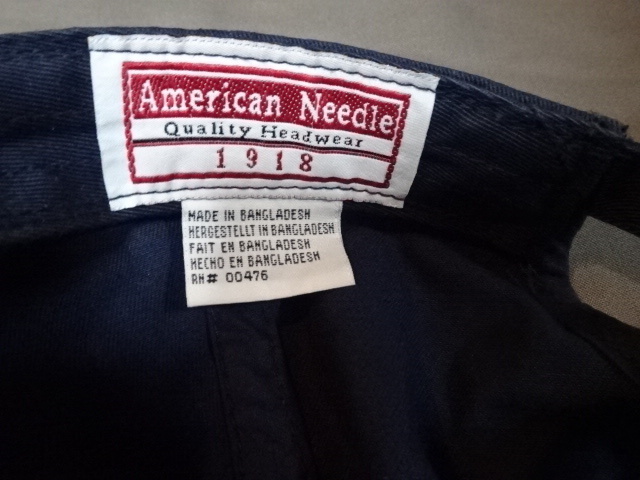 American Needle
Quality Headwear
1918
MADE IN BANGLADESH
HERGESTELLT IN BANGLADESH
FAIT EN BANGLADESH
HECHO EN BANGLADESH
RN# 00476